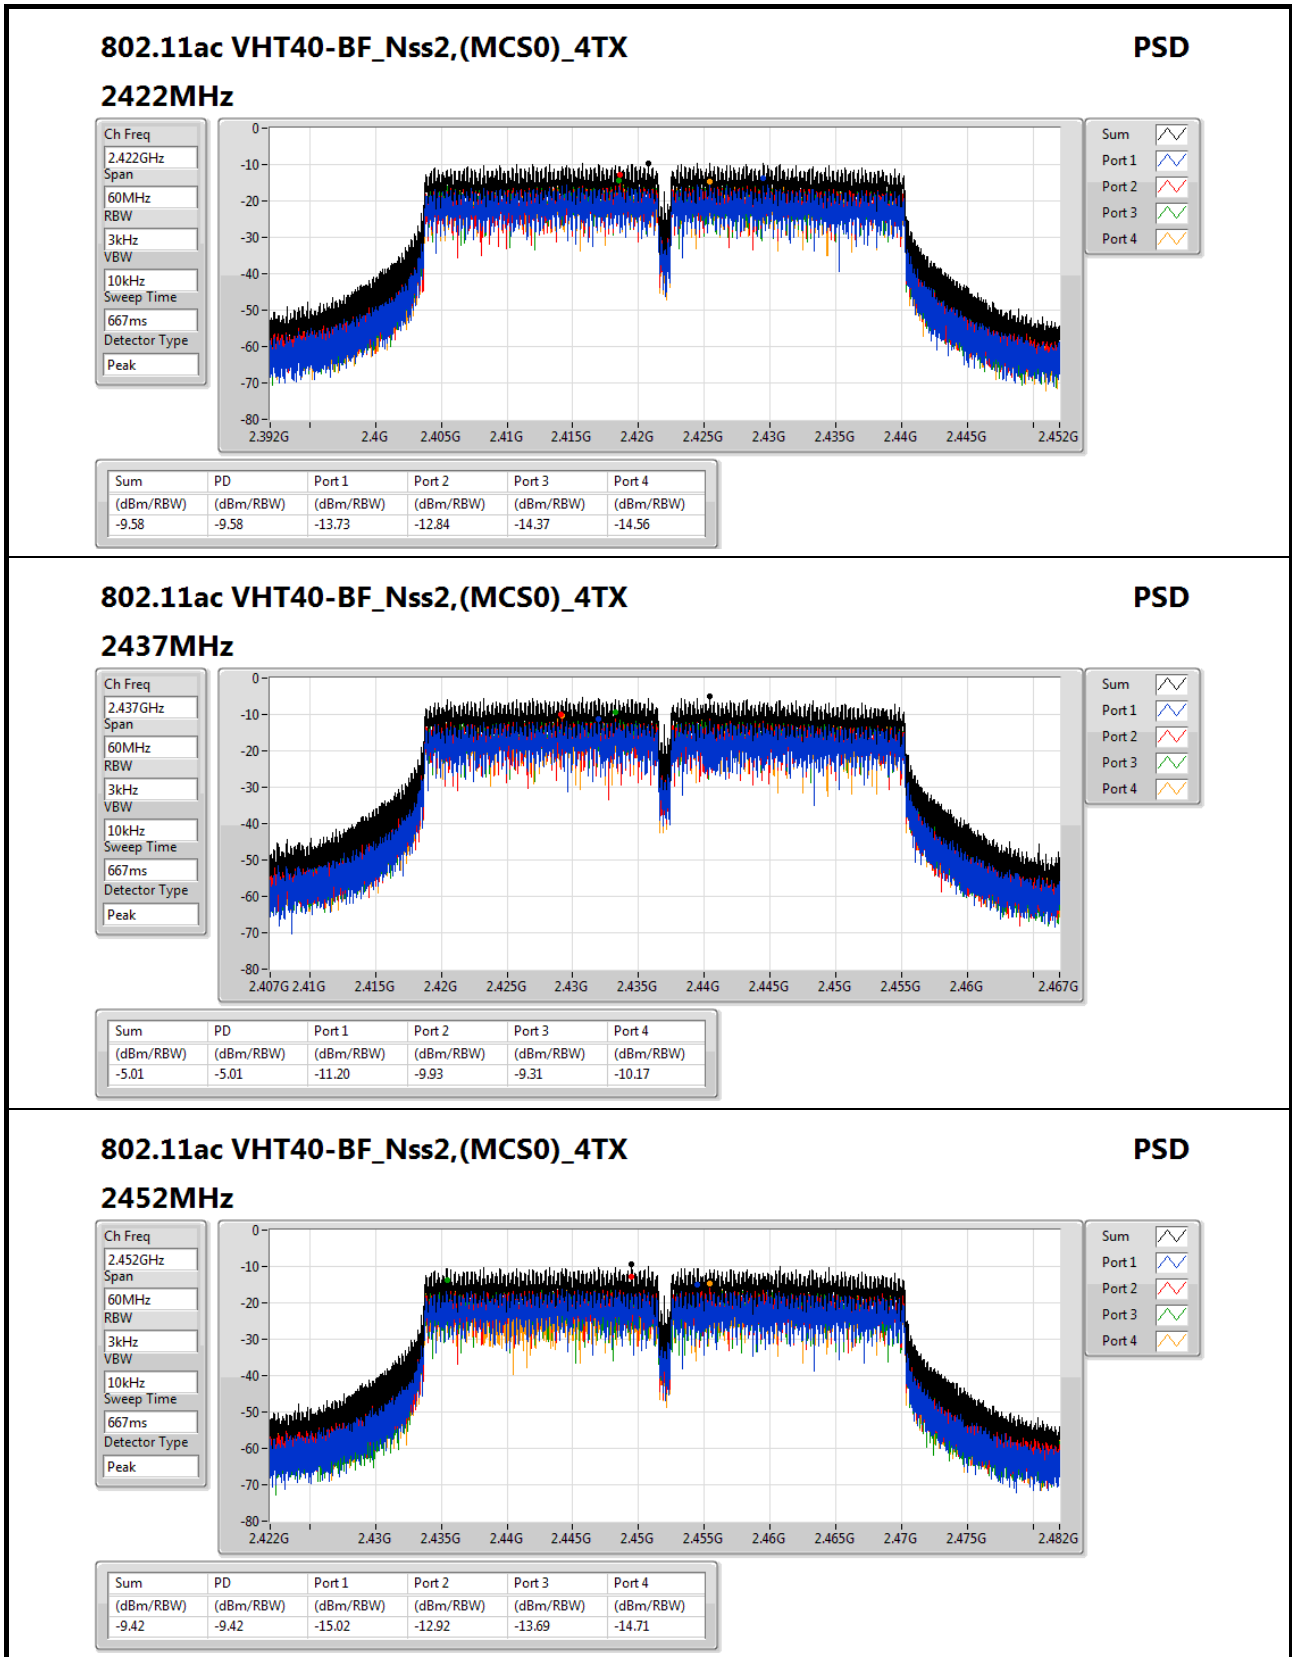 802.11ac VHT40-BF_Nss2,(MCS0)_4TX PSD
2422MHz
Ch Freq
2.422GHz
Span
60MHz
RBW
3kHz
VBW
10kHz
Sweep Time
667ms
Detector Type
Peak
0
-10
-20
-30
-40
-50
-60
-70
-80
2.392G 2.4G 2.405G 2.41G 2.415G 2.42G 2.425G 2.43G 2.435G 2.44G 2.445G 2.452G
Sum
Port 1
Port 2
Port 3
Port 4
Sum PD Port 1 Port 2 Port 3 Port 4
(dBm/RBW) (dBm/RBW) (dBm/RBW) (dBm/RBW) (dBm/RBW) (dBm/RBW)
-9.58 -9.58 -13.73 -12.84 -14.37 -14.56
802.11ac VHT40-BF_Nss2,(MCS0)_4TX PSD
2437MHz
Ch Freq
2.437GHz
Span
60MHz
RBW
3kHz
VBW
10kHz
Sweep Time
667ms
Detector Type
Peak
0
-10
-20
-30
-40
-50
-60
-70
-80
2.407G 2.41G 2.415G 2.42G 2.425G 2.43G 2.435G 2.44G 2.445G 2.45G 2.455G 2.46G 2.467G
Sum
Port 1
Port 2
Port 3
Port 4
Sum PD Port 1 Port 2 Port 3 Port 4
(dBm/RBW) (dBm/RBW) (dBm/RBW) (dBm/RBW) (dBm/RBW) (dBm/RBW)
-5.01 -5.01 -11.20 -9.93 -9.31 -10.17
802.11ac VHT40-BF_Nss2,(MCS0)_4TX PSD
2452MHz
Ch Freq
2.452GHz
Span
60MHz
RBW
3kHz
VBW
10kHz
Sweep Time
667ms
Detector Type
Peak
0
-10
-20
-30
-40
-50
-60
-70
-80
2.422G 2.43G 2.435G 2.44G 2.445G 2.45G 2.455G 2.46G 2.465G 2.47G 2.475G 2.482G
Sum
Port 1
Port 2
Port 3
Port 4
Sum PD Port 1 Port 2 Port 3 Port 4
(dBm/RBW) (dBm/RBW) (dBm/RBW) (dBm/RBW) (dBm/RBW) (dBm/RBW)
-9.42 -9.42 -15.02 -12.92 -13.69 -14.71